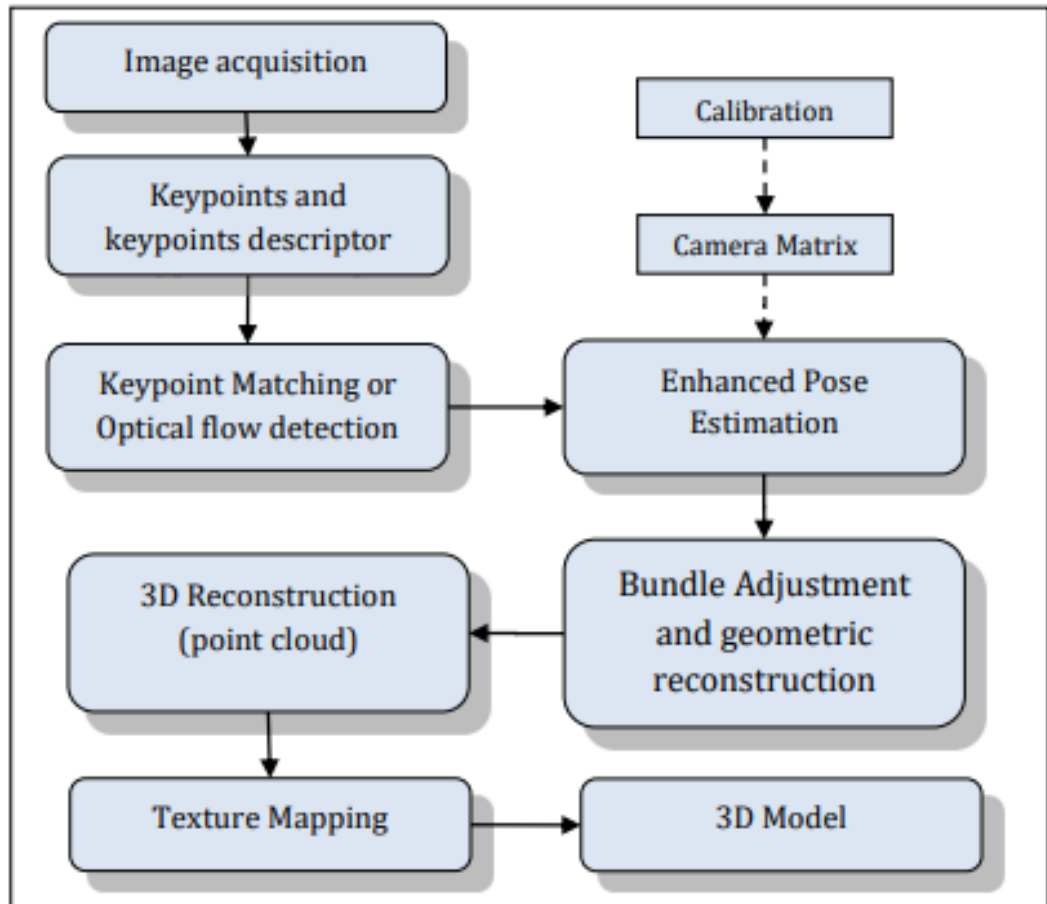 Image acquisition
Keypoints and
keypoints descriptor
Keypoint Matching or
Optical flow detection
Calibration
Camera Matrix
Enhanced Pose
Estimation
Bundle Adjustment
and geometric
reconstruction
3D Reconstruction
(point cloud)
Texture Mapping
3D Model